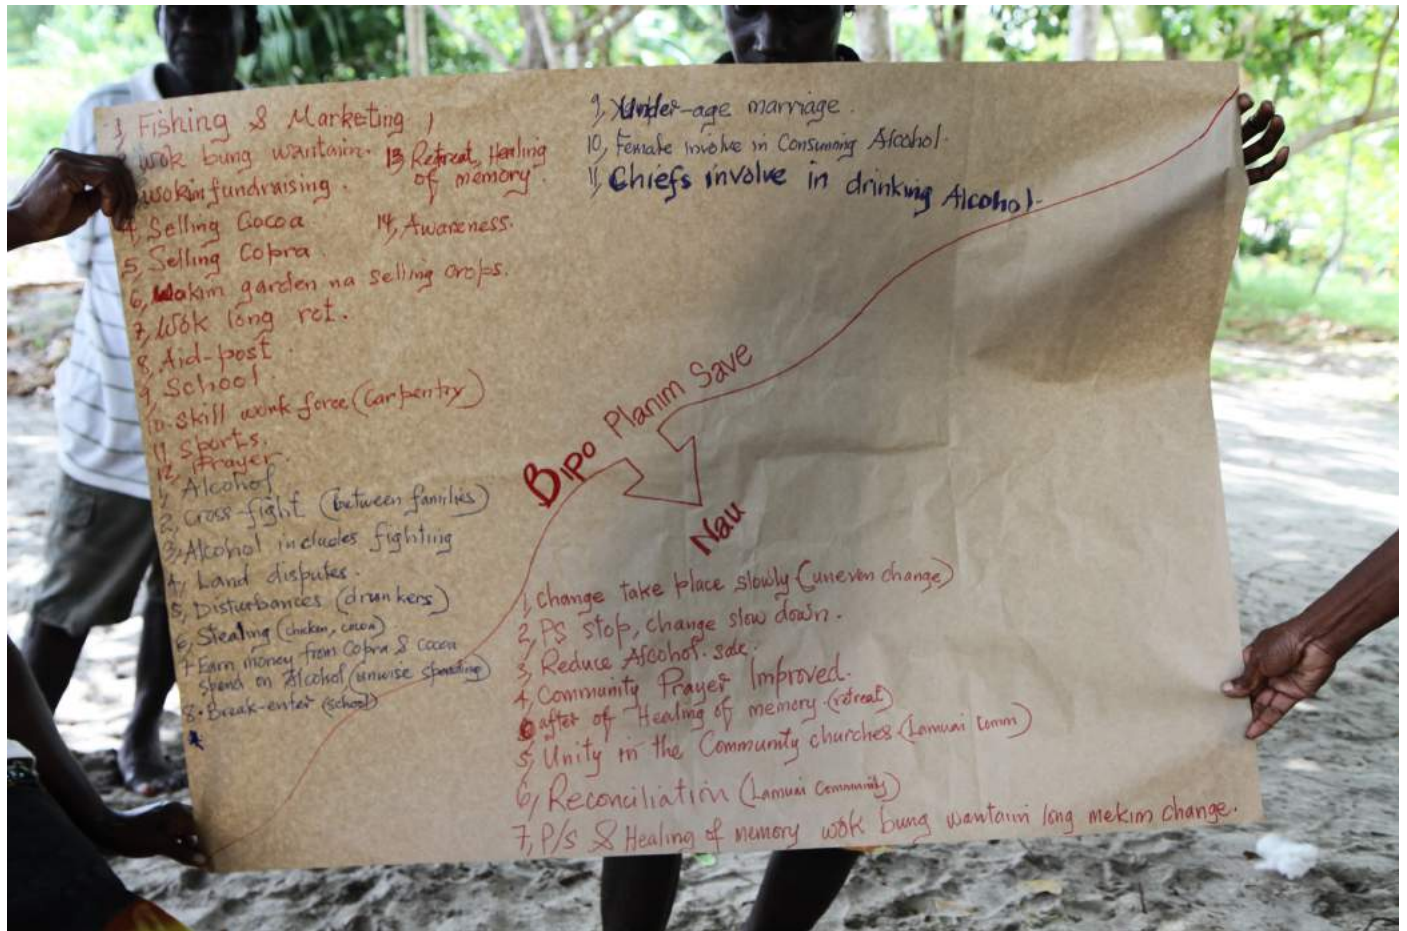 1, Fishing & Marketing
wok bung wantaim.
wokim fundraising.
4, Selling Cocoa
5, Selling Copra
6, Wokim garden na selling crops.
7, Wok long rot.
8, Aid-post
9, School.
10. Skill work force (Carpentry)
11, Sports.
12, Prayer.
13, Retreat, Healing
of memory.
14, Awareness.
1, Alcohol
2, Cross-fight (between families)
3, Alcohol includes fighting
4, Land disputes.
5, Disturbances (drunkers)
6, Stealing (chicken, cocoa)
7. Earn money from Copra & cocoa
spend on Alcohol (unwise spending)
8. Break-enter (school)
9, Under-age marriage.
10, Female involve in Consuming Alcohol.
11, Chiefs involve in drinking Alcohol.
Bipo Planim Save
Nau
1, Change take place slowly (uneven change)
2, PS stop, change slow down.
3, Reduce Alcohol sale.
4, Community Prayer Improved.
after of Healing of memory (retreat)
5, Unity in the Community churches (Lamuai Comm)
6, Reconciliation (Lamuai Community)
7, P/S & Healing of memory wok bung wantaim long mekim change.